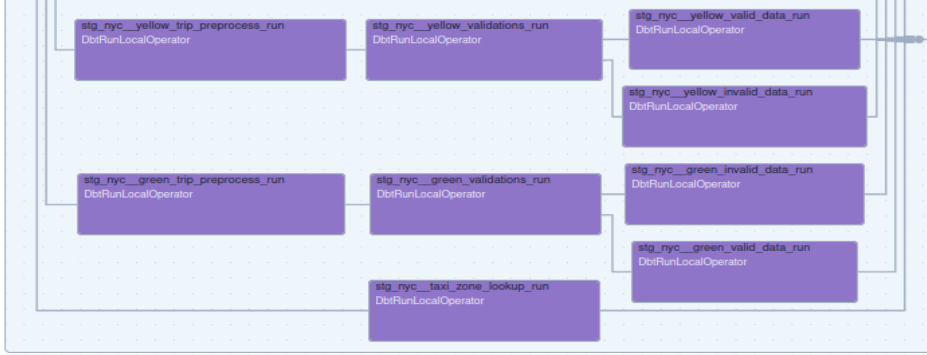 stg_nyc__yellow_trip_preprocess_run
DbtRunLocalOperator
stg_nyc__yellow_validations_run
DbtRunLocalOperator
stg_nyc__yellow_valid_data_run
DbtRunLocalOperator
stg_nyc__yellow_invalid_data_run
DbtRunLocalOperator
stg_nyc__green_trip_preprocess_run
DbtRunLocalOperator
stg_nyc__green_validations_run
DbtRunLocalOperator
stg_nyc__green_invalid_data_run
DbtRunLocalOperator
stg_nyc__green_valid_data_run
DbtRunLocalOperator
stg_nyc__taxi_zone_lookup_run
DbtRunLocalOperator